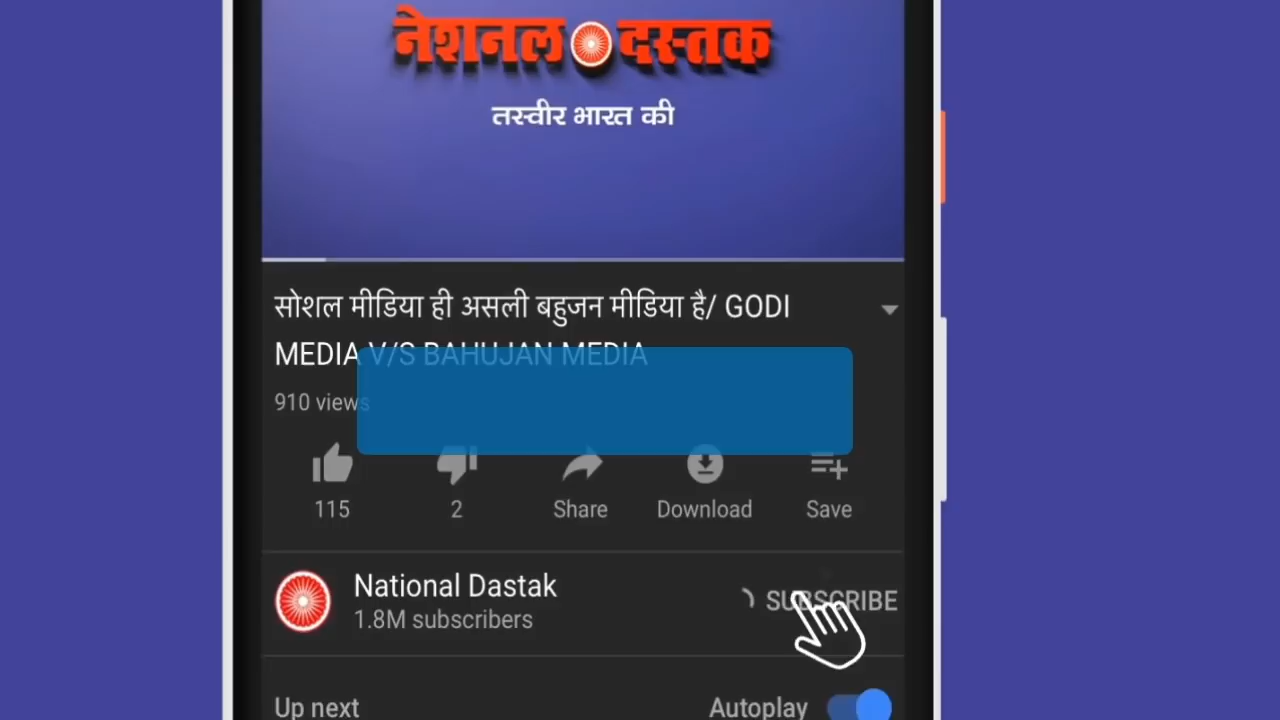 नेशनल दस्तक
तस्वीर भारत की
सोशल मीडिया ही असली बहुजन मीडिया है/ GODI
MEDIA V/S BAHUJAN MEDIA
910 views
115
2
Share
Download
Save
National Dastak
SUBSCRIBE
1.8M subscribers
Up next
Autoplay